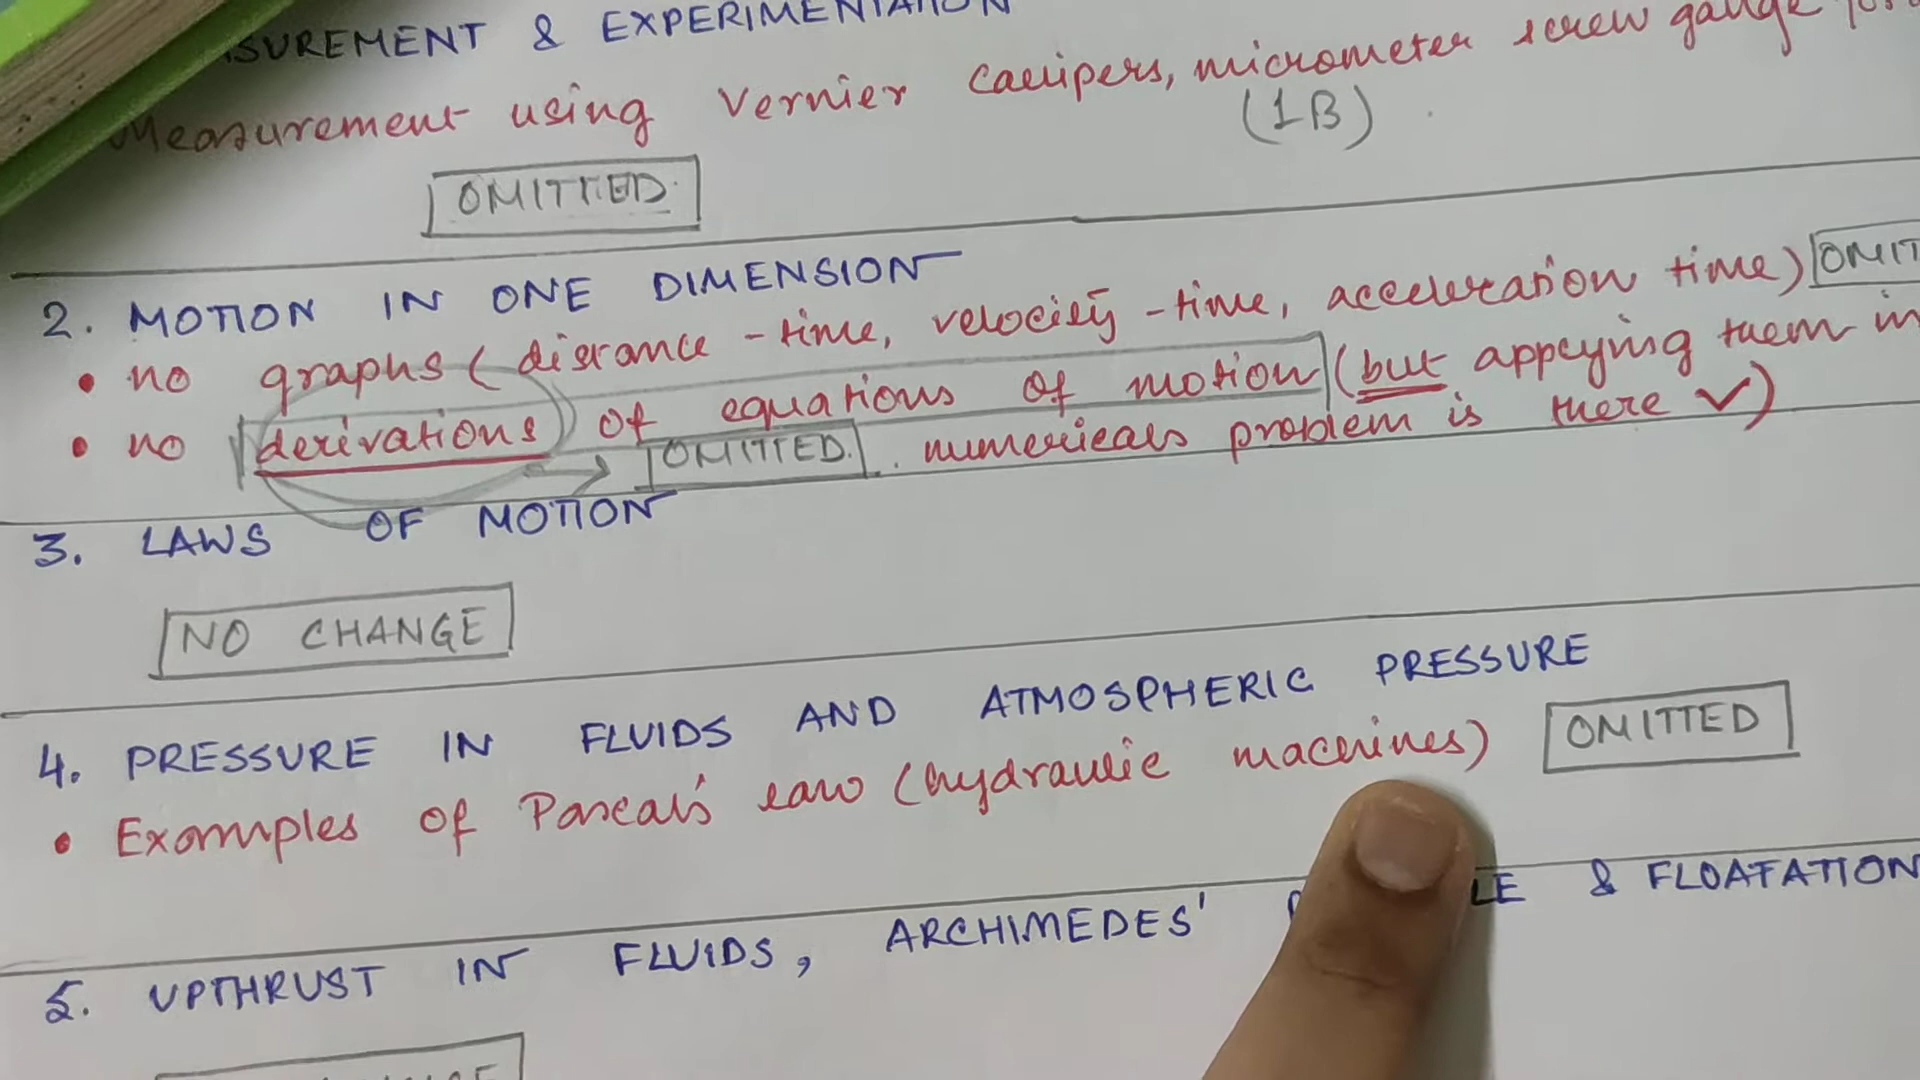 SUREMENT & EXPERIMENTATION
Measurement using Vernier Callipers, micrometer screw gauge
(1B)
OMITTED
2. MOTION IN ONE DIMENSION
• no graphs (distance - time, velocity - time, acceleration time) OMIT
• no derivations of equations of motion (but applying them in
OMITTED. numericals problem is there ✓)
3. LAWS OF MOTION
NO CHANGE
4. PRESSURE IN FLUIDS AND ATMOSPHERIC PRESSURE
• Examples of Pascal's law (hydraulic machines) OMITTED
5. UPTHRUST IN FLUIDS, ARCHIMEDES' P LE & FLOATATION